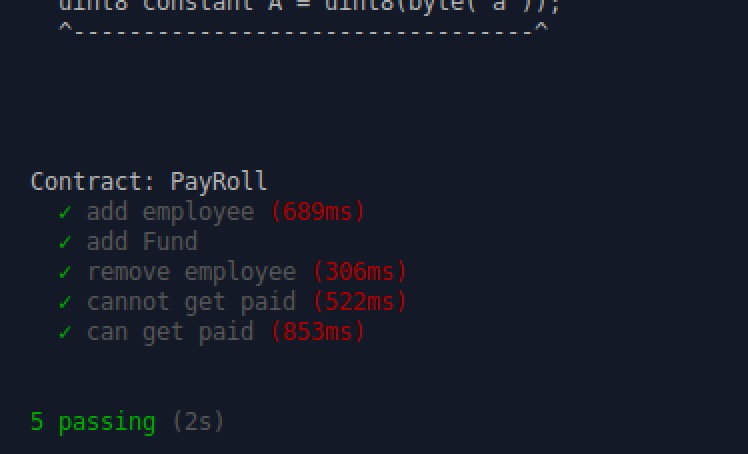 uint8 constant A = uint8(byte('a'));
^---------------------------------^
Contract: PayRoll
✓ add employee (689ms)
✓ add Fund
✓ remove employee (306ms)
✓ cannot get paid (522ms)
✓ can get paid (853ms)
5 passing (2s)